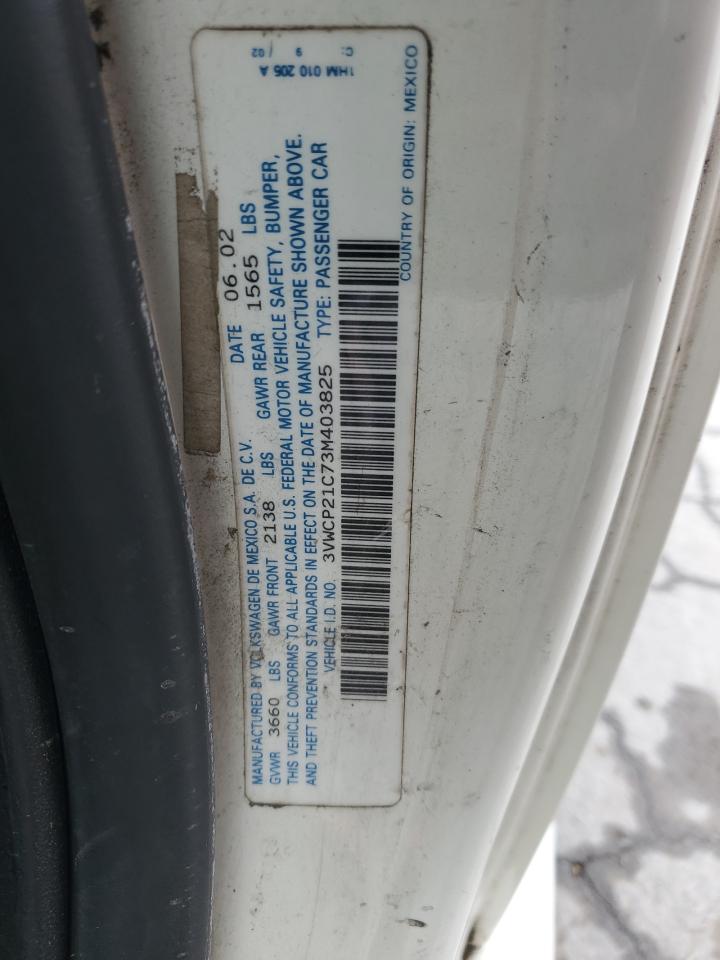 MANUFACTURED BY VOLKSWAGEN DE MEXICO S.A. DE C.V. DATE 06.02
GVWR 3660 LBS GAWR FRONT 2138 LBS GAWR REAR 1565 LBS
THIS VEHICLE CONFORMS TO ALL APPLICABLE U.S. FEDERAL MOTOR VEHICLE SAFETY, BUMPER,
AND THEFT PREVENTION STANDARDS IN EFFECT ON THE DATE OF MANUFACTURE SHOWN ABOVE.
VEHICLE I.D. NO. 3VWCP21C73M403825 TYPE: PASSENGER CAR
COUNTRY OF ORIGIN: MEXICO
C: 9 / 02
1HM 010 205 A